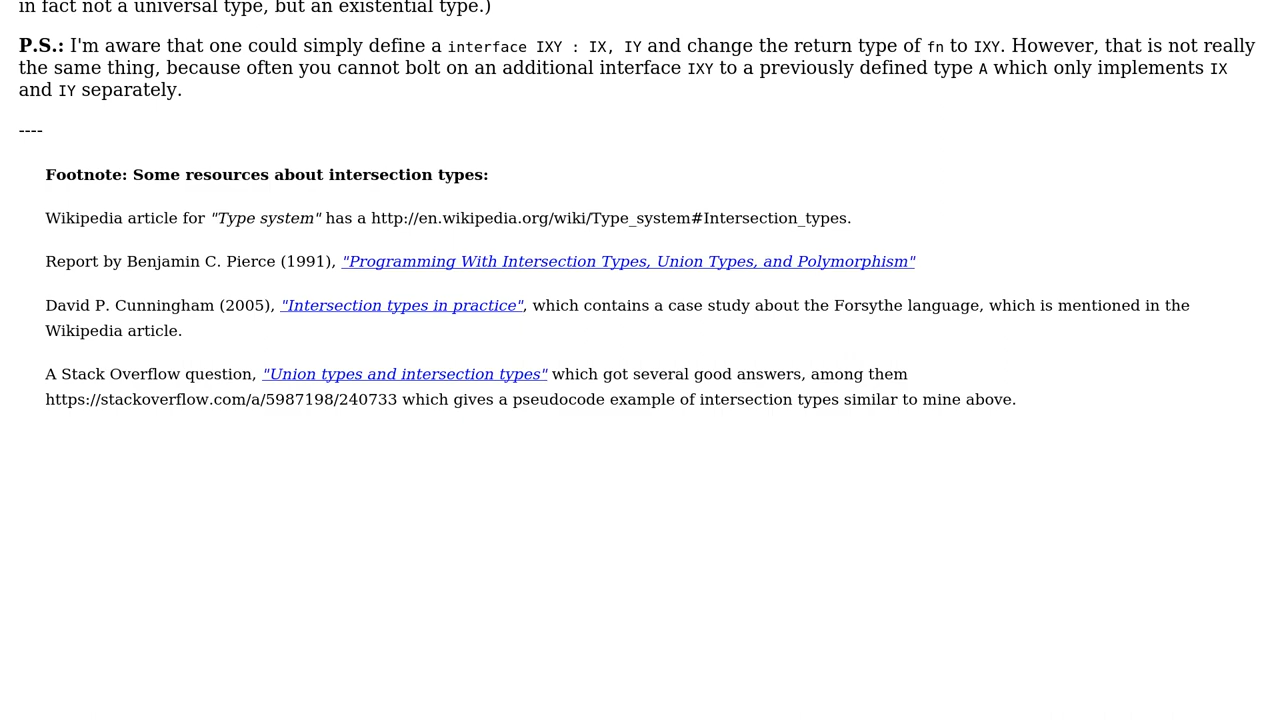 in fact not a universal type, but an existential type.)
P.S.: I'm aware that one could simply define a interface IXY : IX, IY and change the return type of fn to IXY. However, that is not really
the same thing, because often you cannot bolt on an additional interface IXY to a previously defined type A which only implements IX
and IY separately.
----
Footnote: Some resources about intersection types:
Wikipedia article for "Type system" has a http://en.wikipedia.org/wiki/Type_system#Intersection_types.
Report by Benjamin C. Pierce (1991), "Programming With Intersection Types, Union Types, and Polymorphism"
David P. Cunningham (2005), "Intersection types in practice", which contains a case study about the Forsythe language, which is mentioned in the
Wikipedia article.
A Stack Overflow question, "Union types and intersection types" which got several good answers, among them
https://stackoverflow.com/a/5987198/240733 which gives a pseudocode example of intersection types similar to mine above.